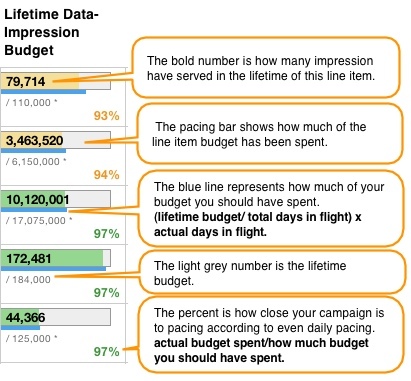 Lifetime Data-
Impression
Budget
79,714
/ 110,000 *
93%
The bold number is how many impression
have served in the lifetime of this line item.
3,463,520
/ 6,150,000 *
94%
The pacing bar shows how much of the
line item budget has been spent.
10,120,001
/ 17,075,000 *
97%
The blue line represents how much of your
budget you should have spent.
(lifetime budget/ total days in flight) x
actual days in flight.
172,481
/ 184,000
97%
The light grey number is the lifetime
budget.
44,366
/ 125,000 *
97%
The percent is how close your campaign is
to pacing according to even daily pacing.
actual budget spent/how much budget
you should have spent.